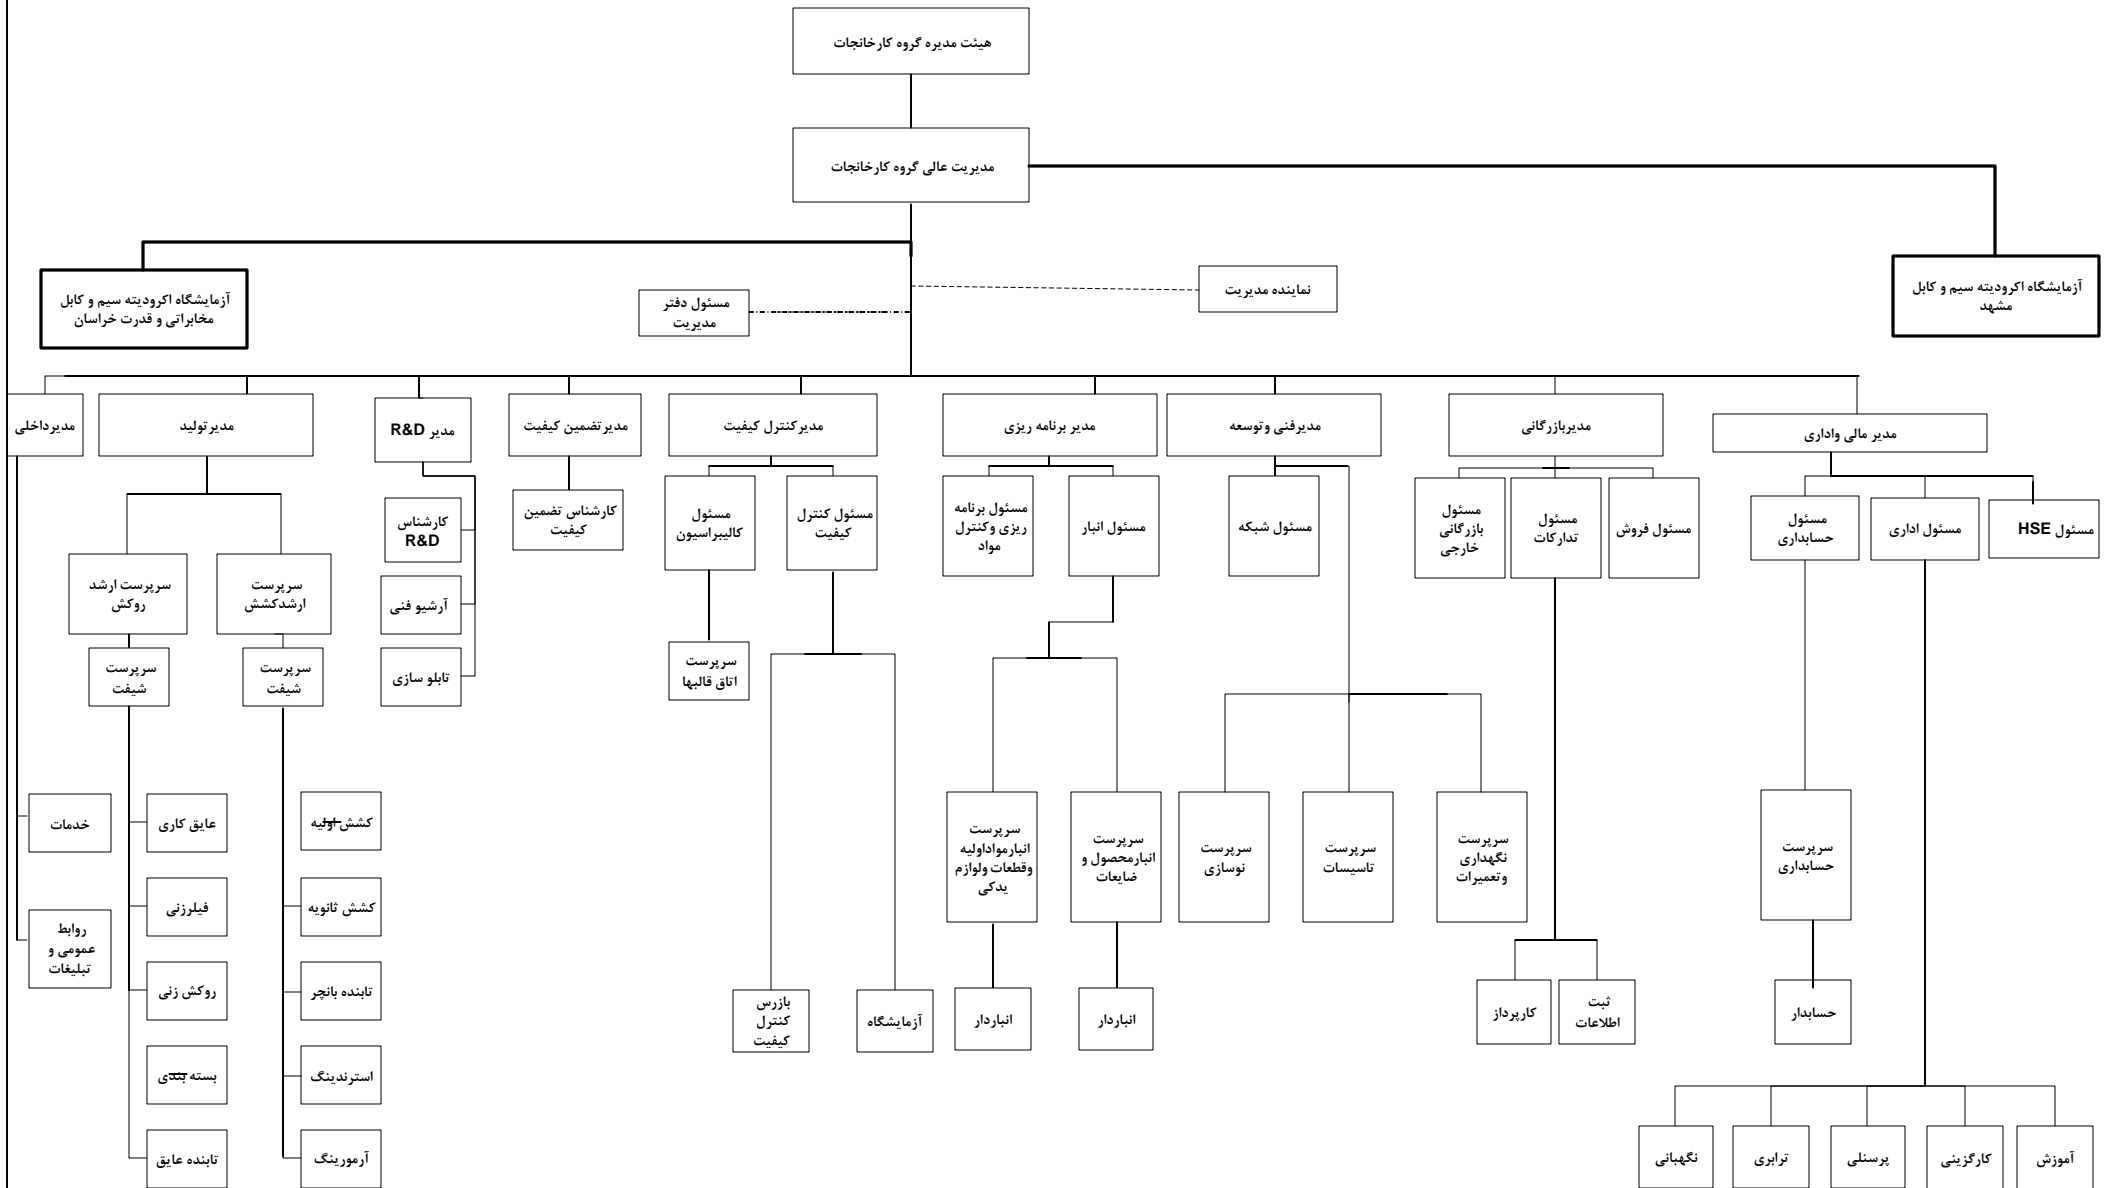 هیئت مدیره گروه کارخانجات
مدیریت عالی گروه کارخانجات
آزمایشگاه اکرودیته سیم و کابل
مشهد
نماینده مدیریت
مسئول دفتر
مدیریت
آزمایشگاه اکرودیته سیم و کابل
مخابراتی و قدرت خراسان
مدیر مالی واداری
مدیربازرگانی
مدیرفنی وتوسعه
مدیر برنامه ریزی
مدیرکنترل کیفیت
مدیرتضمین کیفیت
مدیر R&D
مدیرتولید
مدیرداخلی
مسئول HSE
مسئول اداری
مسئول
حسابداری
مسئول فروش
مسئول
تدارکات
مسئول
بازرگانی
خارجی
مسئول شبکه
مسئول انبار
مسئول برنامه
ریزی وکنترل
مواد
مسئول کنترل
کیفیت
مسئول
کالیبراسیون
کارشناس تضمین
کیفیت
کارشناس
R&D
آرشیو فنی
تابلو سازی
سرپرست
ارشدکشش
سرپرست ارشد
روکش
سرپرست
شیفت
سرپرست
شیفت
سرپرست
اتاق قالبها
سرپرست
حسابداری
سرپرست
نگهداری
وتعمیرات
سرپرست
تاسیسات
سرپرست
نوسازی
سرپرست
انبارمحصول و
ضایعات
سرپرست
انبارمواداولیه
وقطعات ولوازم
یدکی
کشش اولیه
عایق کاری
خدمات
کشش ثانویه
فیلرزنی
روابط
عمومی و
تبلیغات
تابنده بانچر
روکش زنی
استرندینگ
بسته بندی
آرمورینگ
تابنده عایق
حسابدار
ثبت
اطلاعات
کارپرداز
انباردار
انباردار
آزمایشگاه
بازرس
کنترل
کیفیت
آموزش
کارگزینی
پرسنلی
ترابری
نگهبانی